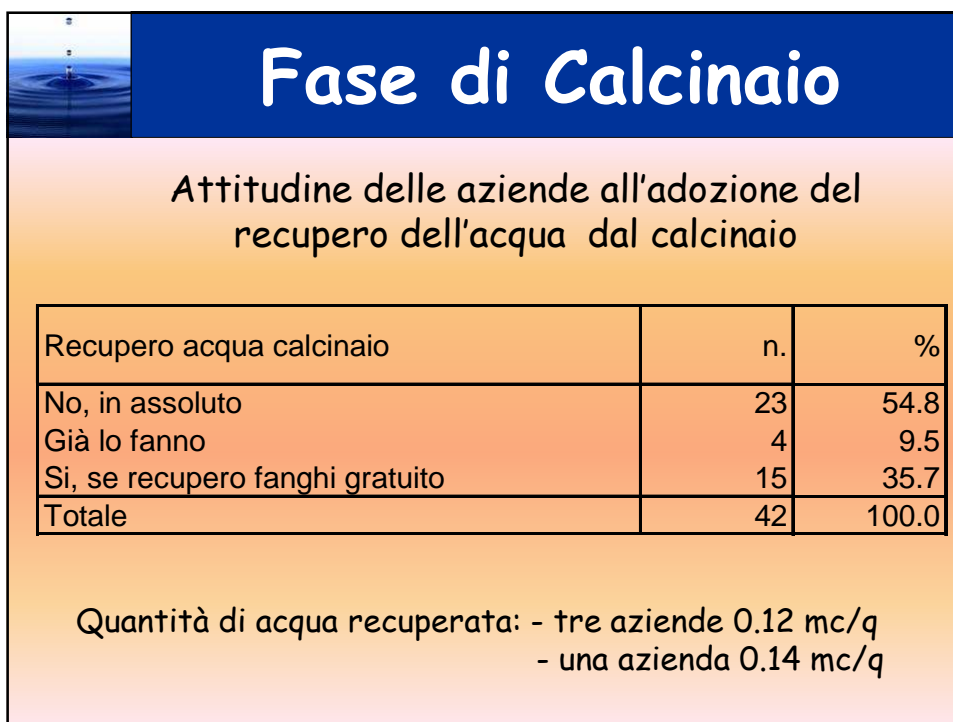 Fase di Calcinaio
Attitudine delle aziende all'adozione del
recupero dell'acqua dal calcinaio
Recupero acqua calcinaio n. %
No, in assoluto 23 54.8
Già lo fanno 4 9.5
Si, se recupero fanghi gratuito 15 35.7
Totale 42 100.0
Quantità di acqua recuperata: - tre aziende 0.12 mc/q
- una azienda 0.14 mc/q